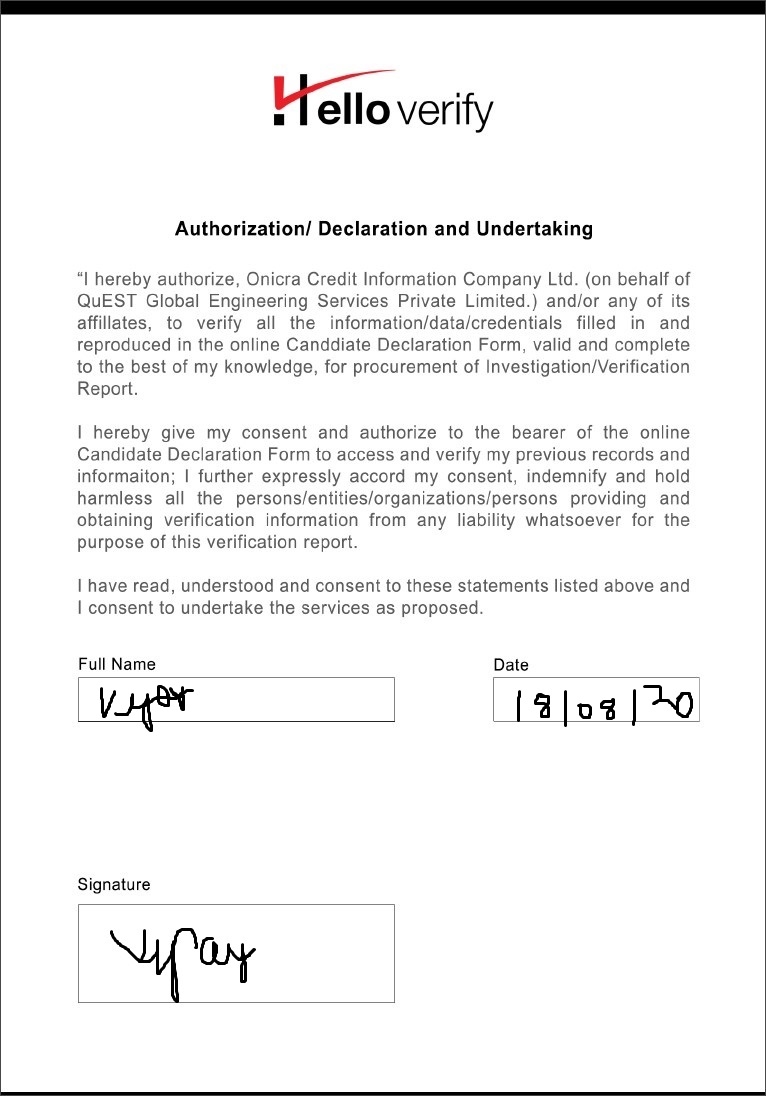 Hello verify
Authorization/ Declaration and Undertaking
“I hereby authorize, Onicra Credit Information Company Ltd. (on behalf of
QuEST Global Engineering Services Private Limited.) and/or any of its
affiliates, to verify all the information/data/credentials filled in and
reproduced in the online Canddiate Declaration Form, valid and complete
to the best of my knowledge, for procurement of Investigation/Verification
Report.
I hereby give my consent and authorize to the bearer of the online
Candidate Declaration Form to access and verify my previous records and
informaiton; I further expressly accord my consent, indemnify and hold
harmless all the persons/entities/organizations/persons providing and
obtaining verification information from any liability whatsoever for the
purpose of this verification report.
I have read, understood and consent to these statements listed above and
I consent to undertake the services as proposed.
Full Name
Date
18/08/20
Signature